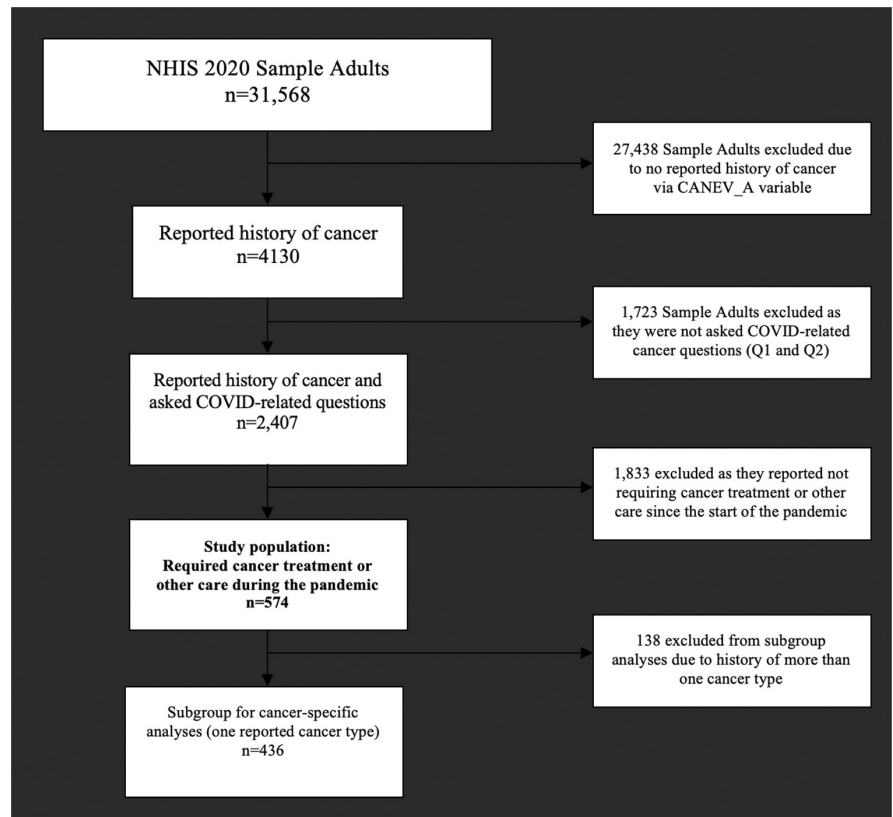 NHIS 2020 Sample Adults
n=31,568
27,438 Sample Adults excluded due
to no reported history of cancer
via CANEV_A variable
Reported history of cancer
n=4130
1,723 Sample Adults excluded as
they were not asked COVID-related
cancer questions (Q1 and Q2)
Reported history of cancer and
asked COVID-related questions
n=2,407
1,833 excluded as they reported not
requiring cancer treatment or other
care since the start of the pandemic
Study population:
Required cancer treatment or
other care during the pandemic
n=574
138 excluded from subgroup
analyses due to history of more than
one cancer type
Subgroup for cancer-specific
analyses (one reported cancer type)
n=436